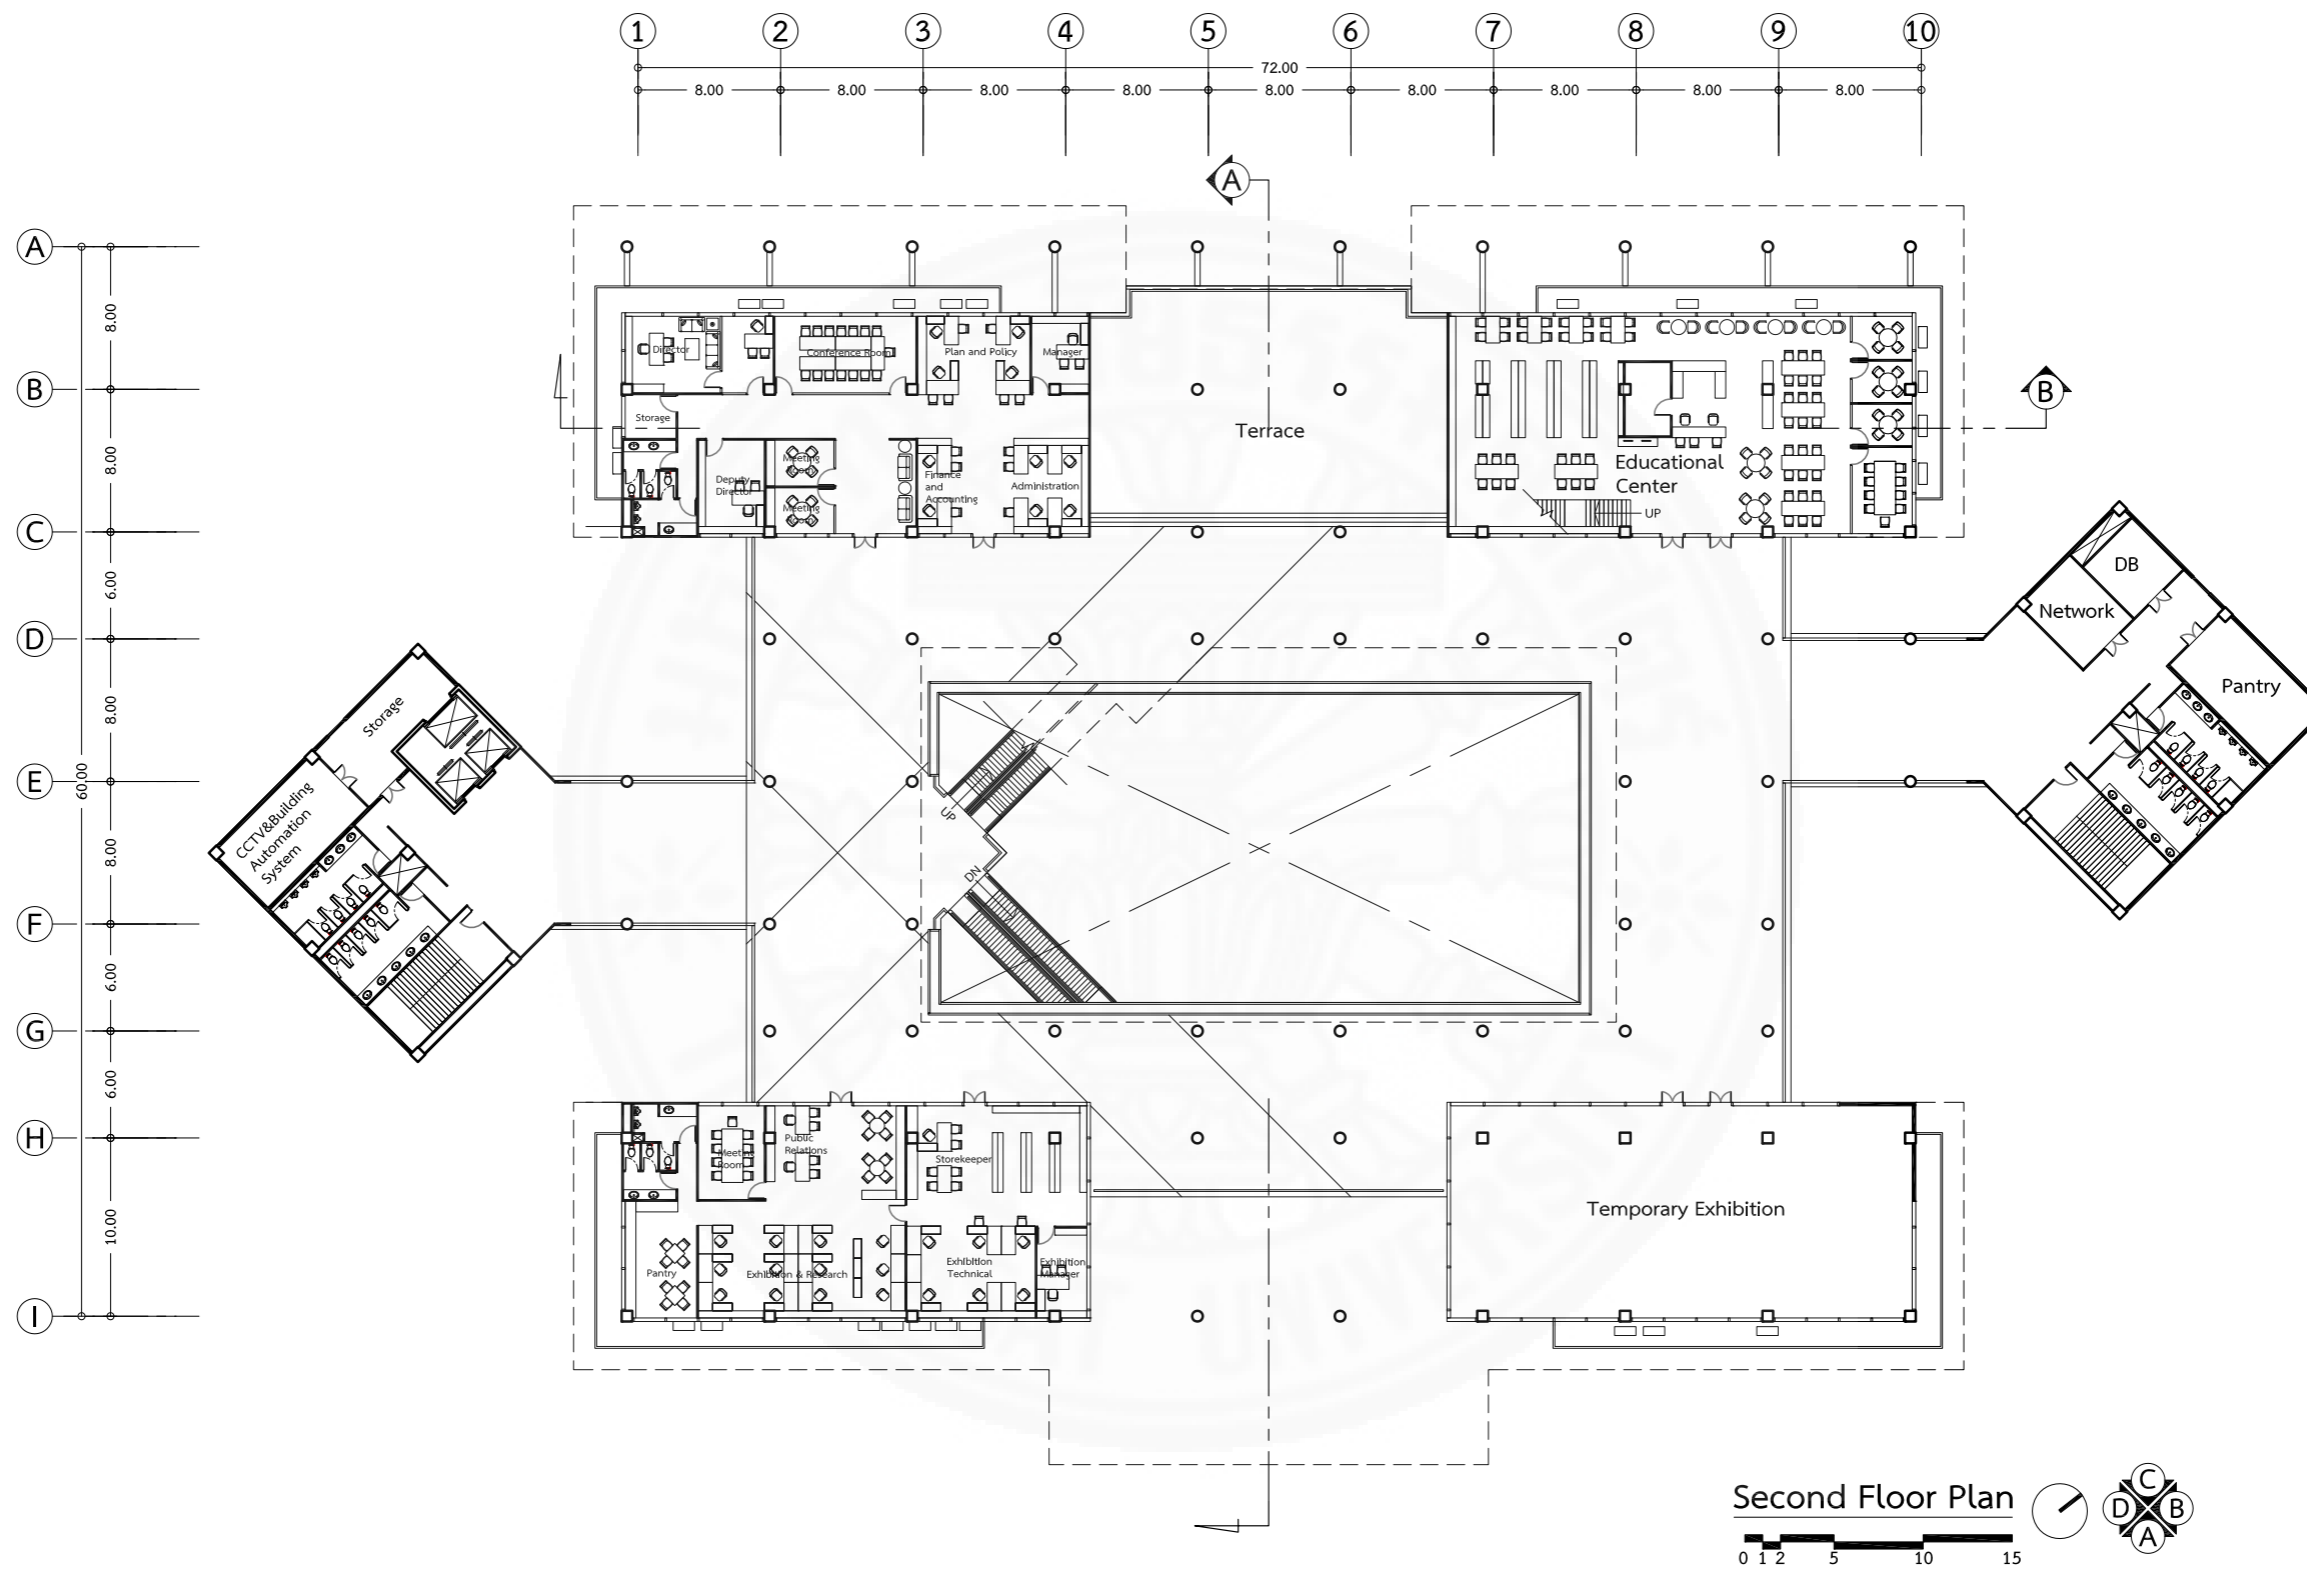 1 2 3 4 5 6 7 8 9 10
72.00
8.00 8.00 8.00 8.00 8.00 8.00 8.00 8.00 8.00
A
A
B
C
D
E
F
G
H
I
8.00
8.00
6.00
8.00
8.00
6.00
6.00
10.00
60.00
B
Director
Conference Room
Plan and Policy
Manager
Storage
Deputy
Director
Meeting
Room
Meeting
Room
Finance
and
Accounting
Administration
Terrace
Educational
Center
UP
DB
Network
Pantry
Storage
CCTV&Building
Automation
System
UP
DN
Meeting
Room
Public
Relations
Storekeeper
Pantry
Exhibition & Research
Exhibition
Technical
Exhibition
Manager
Temporary Exhibition
Second Floor Plan
0 1 2 5 10 15
C
D B
A